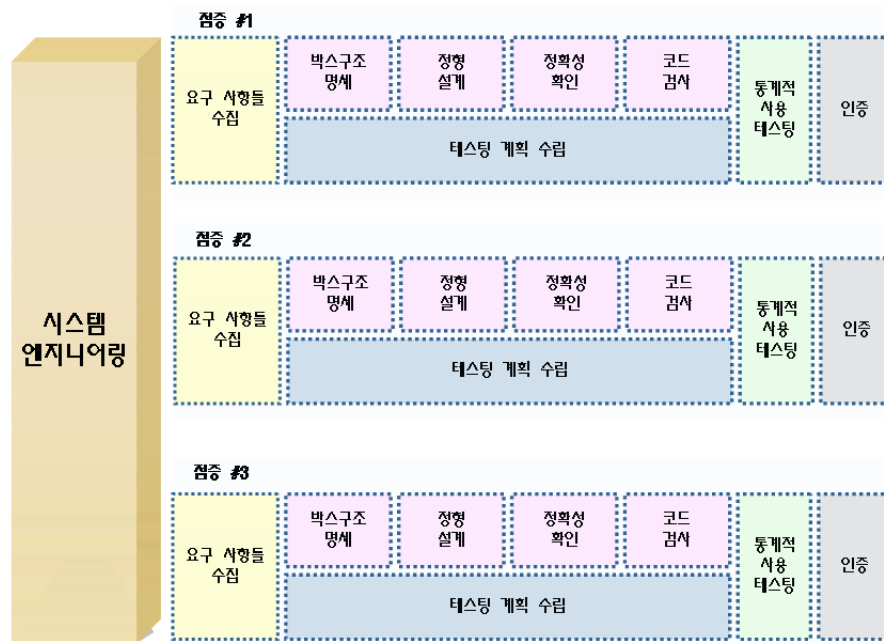 시스템
엔지니어링
점증 #1
요구 사항들
수집
박스구조
명세
정형
설계
정확성
확인
코드
검사
테스팅 계획 수립
통계적
사용
테스팅
인증
점증 #2
요구 사항들
수집
박스구조
명세
정형
설계
정확성
확인
코드
검사
테스팅 계획 수립
통계적
사용
테스팅
인증
점증 #3
요구 사항들
수집
박스구조
명세
정형
설계
정확성
확인
코드
검사
테스팅 계획 수립
통계적
사용
테스팅
인증